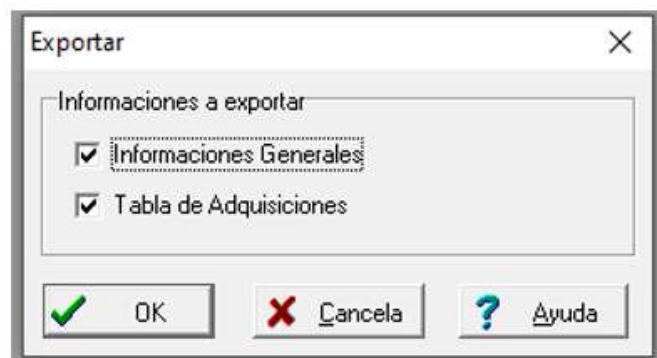 Exportar
Informaciones a exportar
Informaciones Generales
Tabla de Adquisiciones
OK Cancela Ayuda